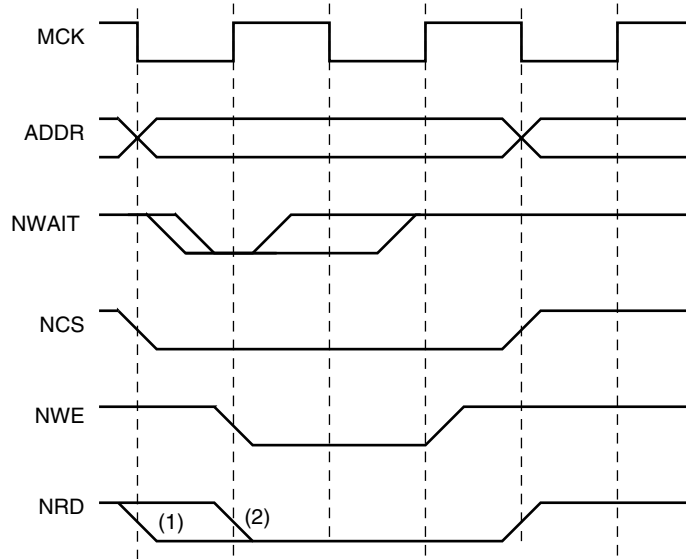 MCK
ADDR
NWAIT
NCS
NWE
NRD
(1)
(2)